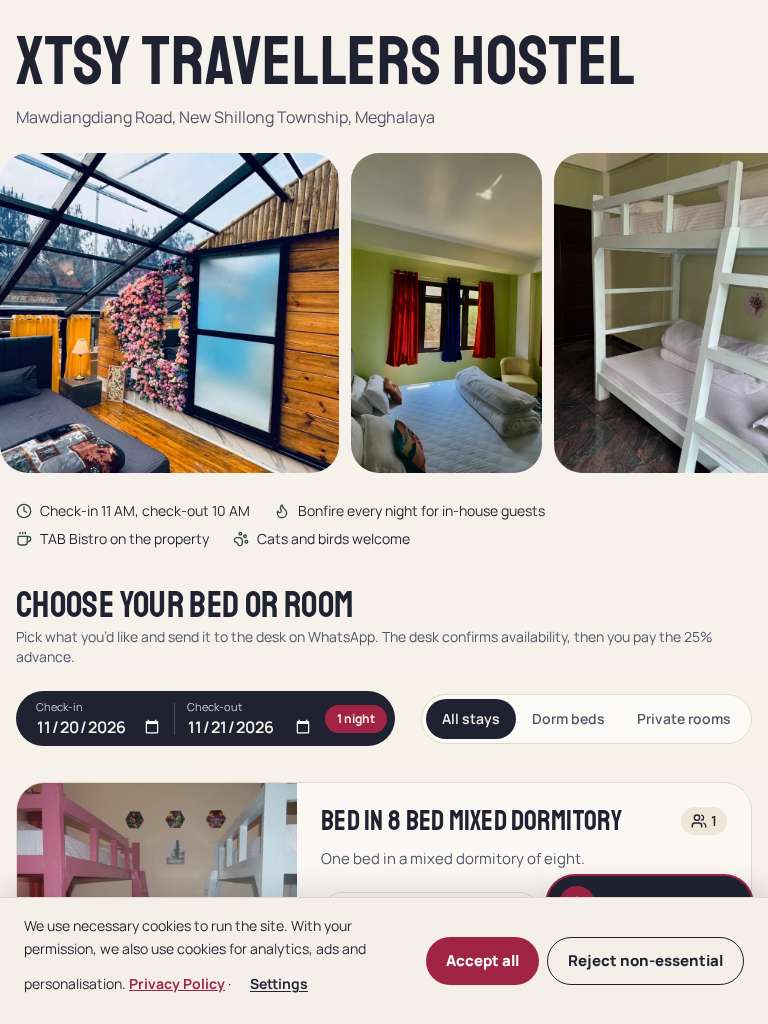 XTSY TRAVELLERS HOSTEL
Mawdiangdiang Road, New Shillong Township, Meghalaya
Check-in 11 AM, check-out 10 AM
Bonfire every night for in-house guests
TAB Bistro on the property
Cats and birds welcome
CHOOSE YOUR BED OR ROOM
Pick what you'd like and send it to the desk on WhatsApp. The desk confirms availability, then you pay the 25%
advance.
Check-in
11/20/2026
Check-out
11/21/2026
1 night
All stays
Dorm beds
Private rooms
BED IN 8 BED MIXED DORMITORY
1
One bed in a mixed dormitory of eight.
We use necessary cookies to run the site. With your
permission, we also use cookies for analytics, ads and
personalisation. Privacy Policy · Settings
Accept all
Reject non-essential